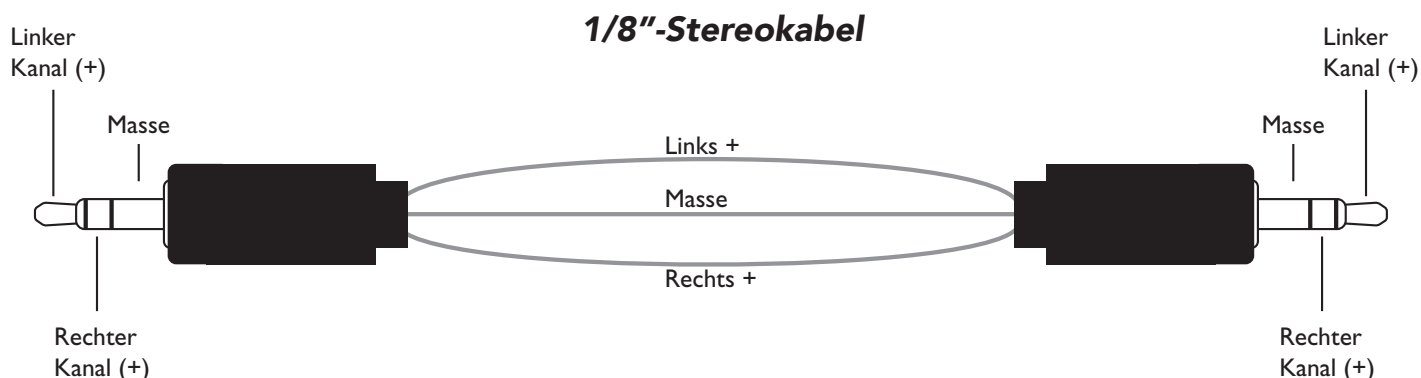 1/8"-Stereokabel
Linker
Kanal (+)
Masse
Rechter
Kanal (+)
Links +
Masse
Rechts +
Linker
Kanal (+)
Masse
Rechter
Kanal (+)